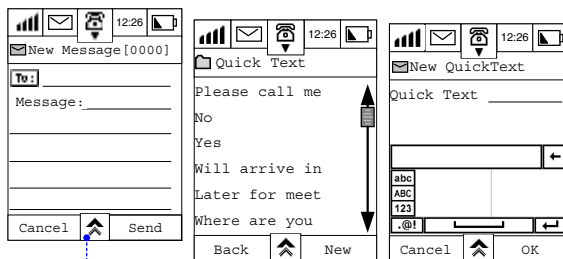 12:26
New Message[0000]
To:
Message:
Cancel Send
12:26
Quick Text
Please call me
No
Yes
Will arrive in
Later for meet
Where are you
Back New
12:26
New QuickText
Quick Text
abc
ABC
123
.@!
Cancel OK